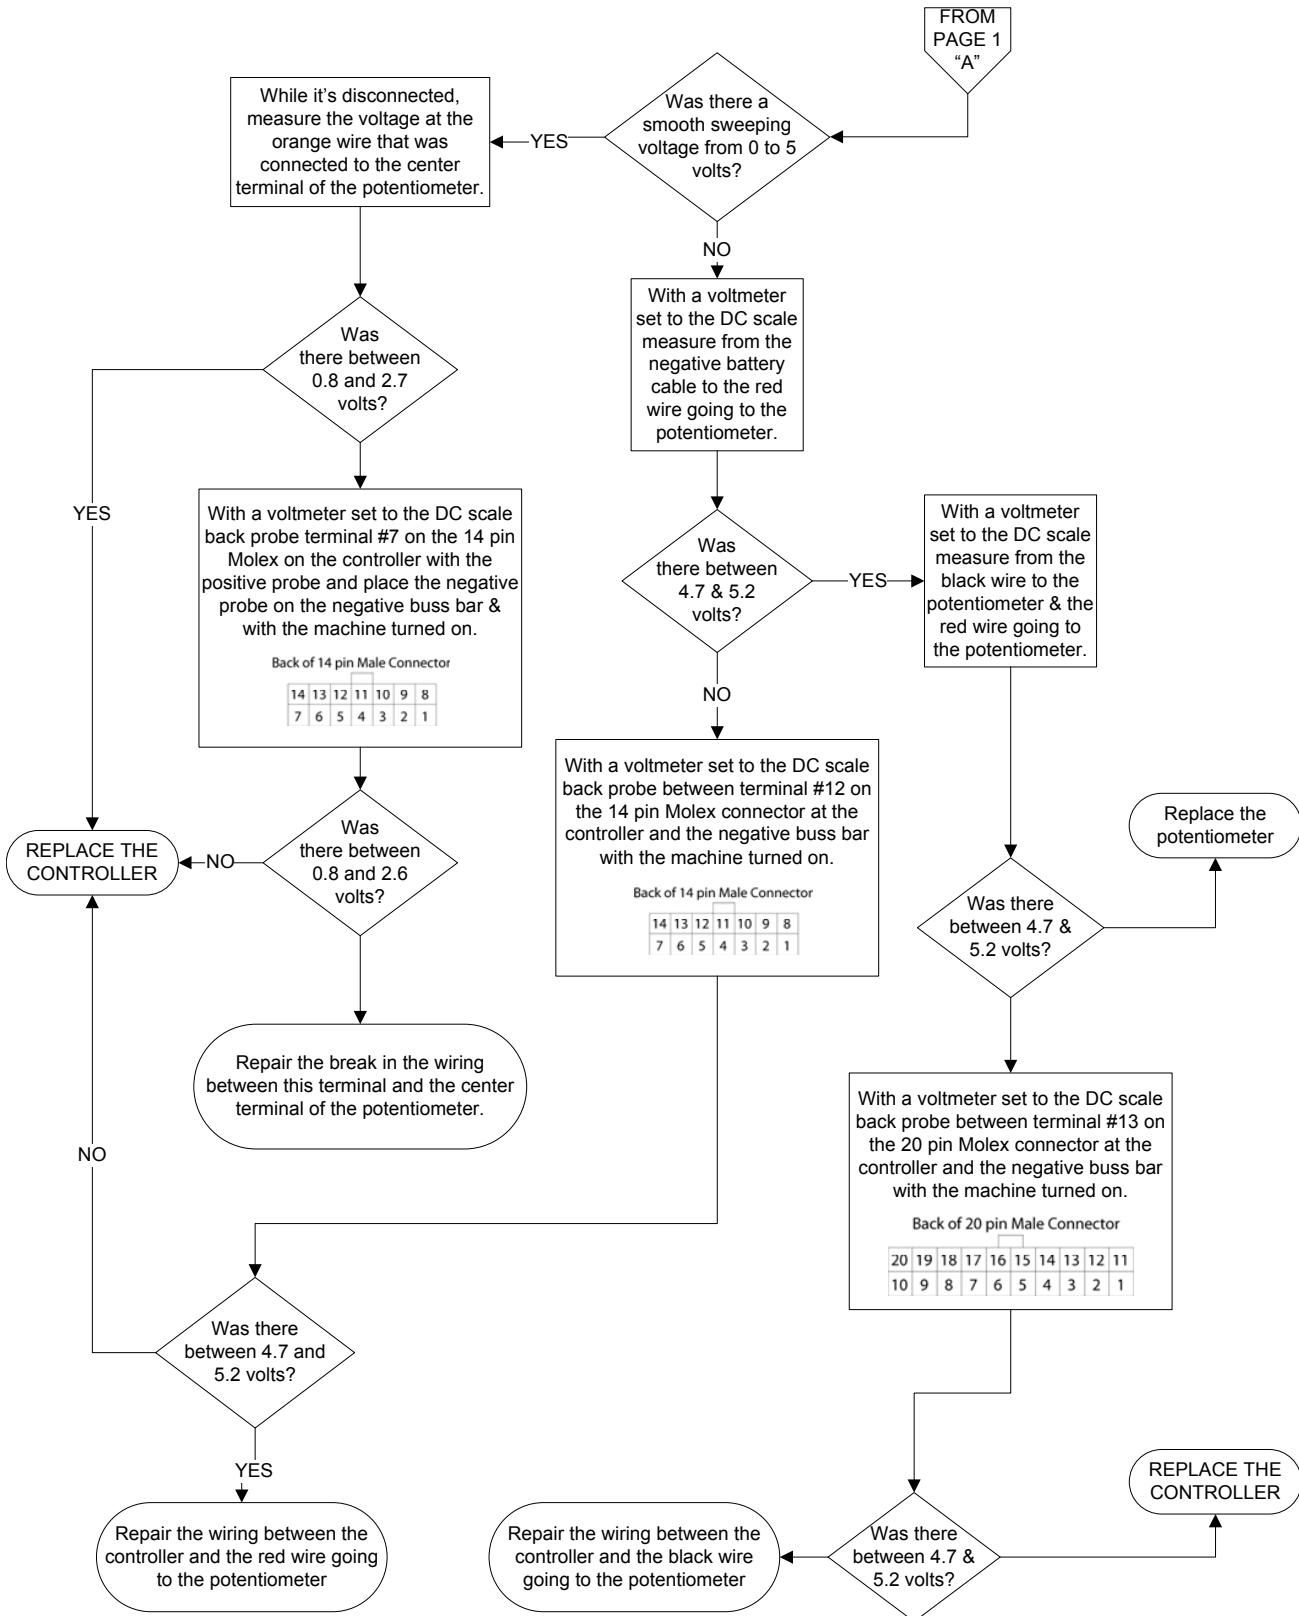 FROM
PAGE 1
“A”
Was there a
smooth sweeping
voltage from 0 to 5
volts?
YES
While it’s disconnected,
measure the voltage at the
orange wire that was
connected to the center
terminal of the potentiometer.
NO
With a voltmeter
set to the DC scale
measure from the
negative battery
cable to the red
wire going to the
potentiometer.
Was
there between
0.8 and 2.7
volts?
YES
With a voltmeter set to the DC scale
back probe terminal #7 on the 14 pin
Molex on the controller with the
positive probe and place the negative
probe on the negative buss bar &
with the machine turned on.
Back of 14 pin Male Connector
14 13 12 11 10 9 8
7 6 5 4 3 2 1
Was
there between
4.7 & 5.2
volts?
YES
With a voltmeter
set to the DC scale
measure from the
black wire to the
potentiometer & the
red wire going to
the potentiometer.
NO
With a voltmeter set to the DC scale
back probe between terminal #12 on
the 14 pin Molex connector at the
controller and the negative buss bar
with the machine turned on.
Back of 14 pin Male Connector
14 13 12 11 10 9 8
7 6 5 4 3 2 1
Replace the
potentiometer
Was
there between
0.8 and 2.6
volts?
NO
REPLACE THE
CONTROLLER
Was there
between 4.7 &
5.2 volts?
Repair the break in the wiring
between this terminal and the center
terminal of the potentiometer.
With a voltmeter set to the DC scale
back probe between terminal #13 on
the 20 pin Molex connector at the
controller and the negative buss bar
with the machine turned on.
Back of 20 pin Male Connector
20 19 18 17 16 15 14 13 12 11
10 9 8 7 6 5 4 3 2 1
NO
Was there
between 4.7 and
5.2 volts?
YES
Repair the wiring between the
controller and the red wire going
to the potentiometer
Repair the wiring between the
controller and the black wire
going to the potentiometer
Was there
between 4.7 &
5.2 volts?
REPLACE THE
CONTROLLER